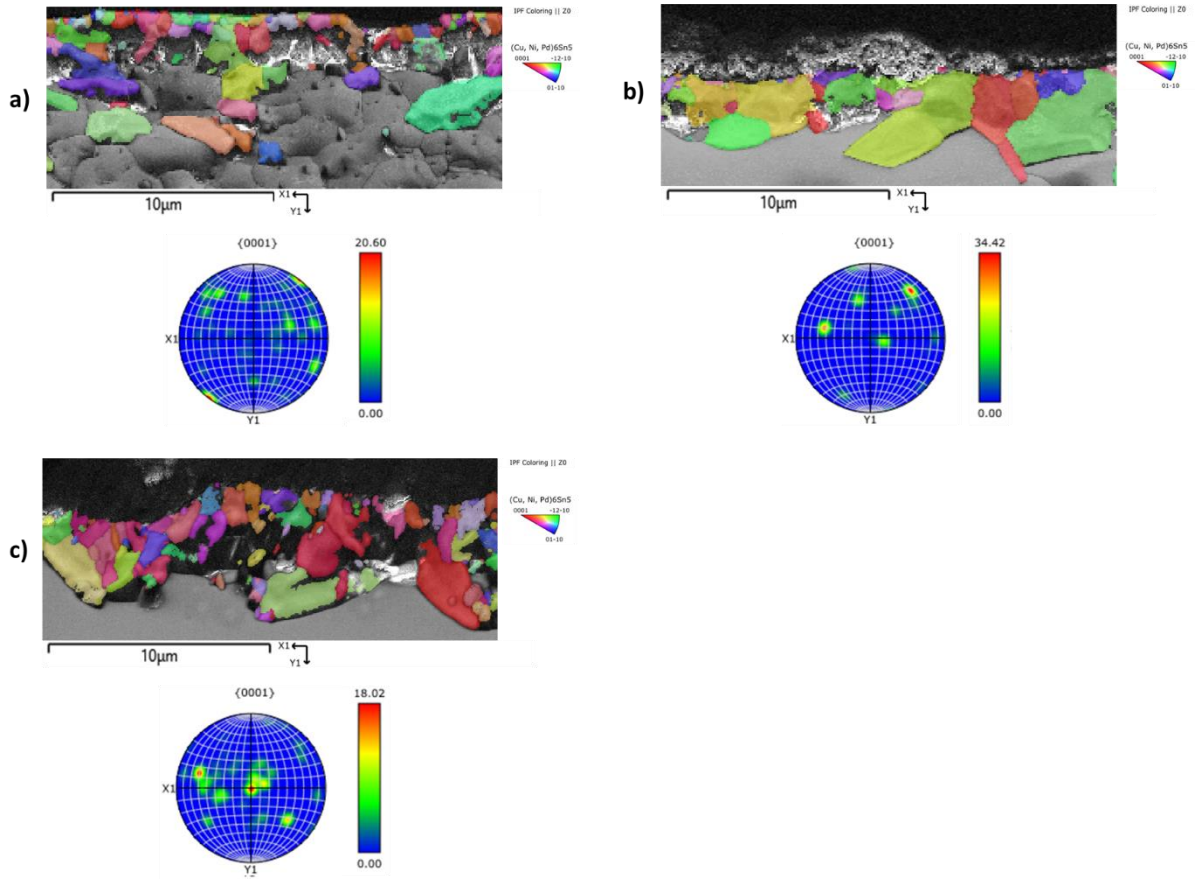 a)
IPF Coloring || Z0
(Cu, Ni, Pd)6Sn5
0001 -12-10
01-10
10μm
X1
Y1
{0001}
20.60
X1
0.00
Y1
b)
IPF Coloring || Z0
(Cu, Ni, Pd)6Sn5
0001 -12-10
01-10
10μm
X1
Y1
{0001}
34.42
X1
0.00
Y1
c)
IPF Coloring || Z0
(Cu, Ni, Pd)6Sn5
0001 -12-10
01-10
10μm
X1
Y1
{0001}
18.02
X1
0.00
Y1